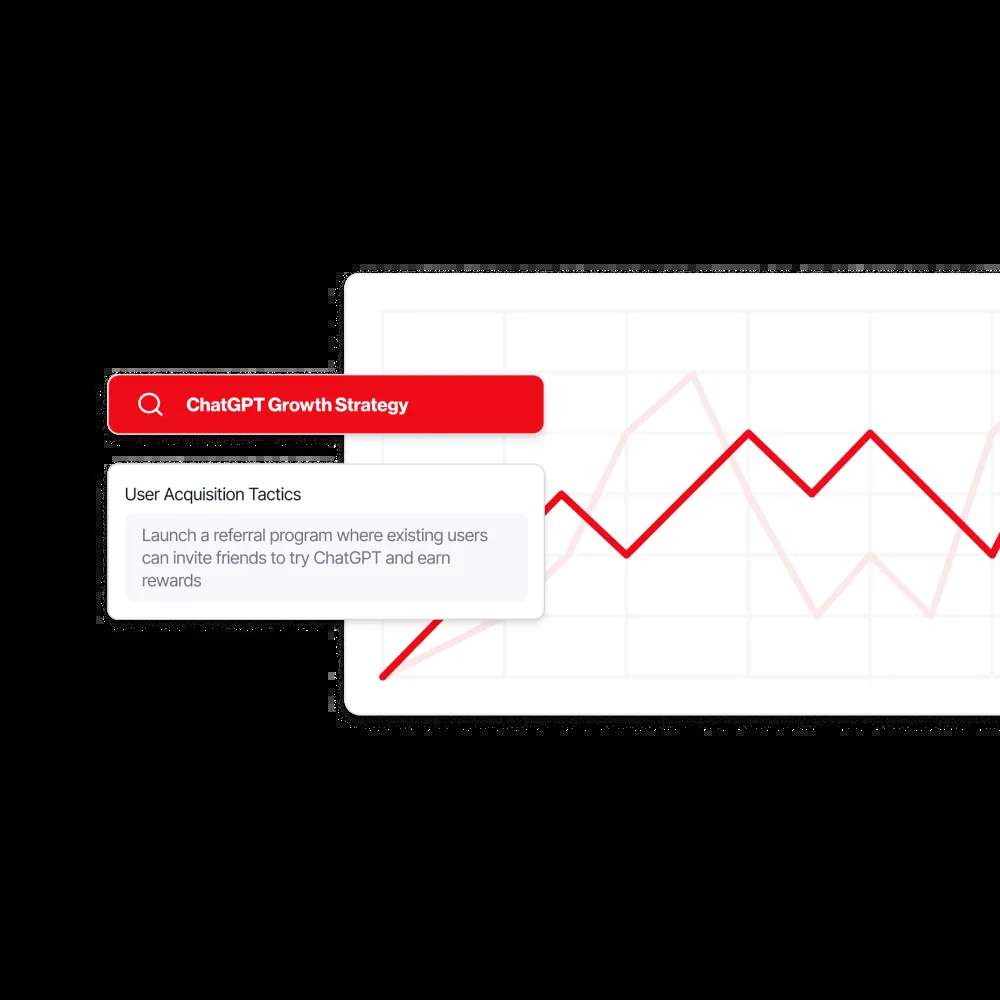 ChatGPT Growth Strategy
User Acquisition Tactics
Launch a referral program where existing users
can invite friends to try ChatGPT and earn
rewards